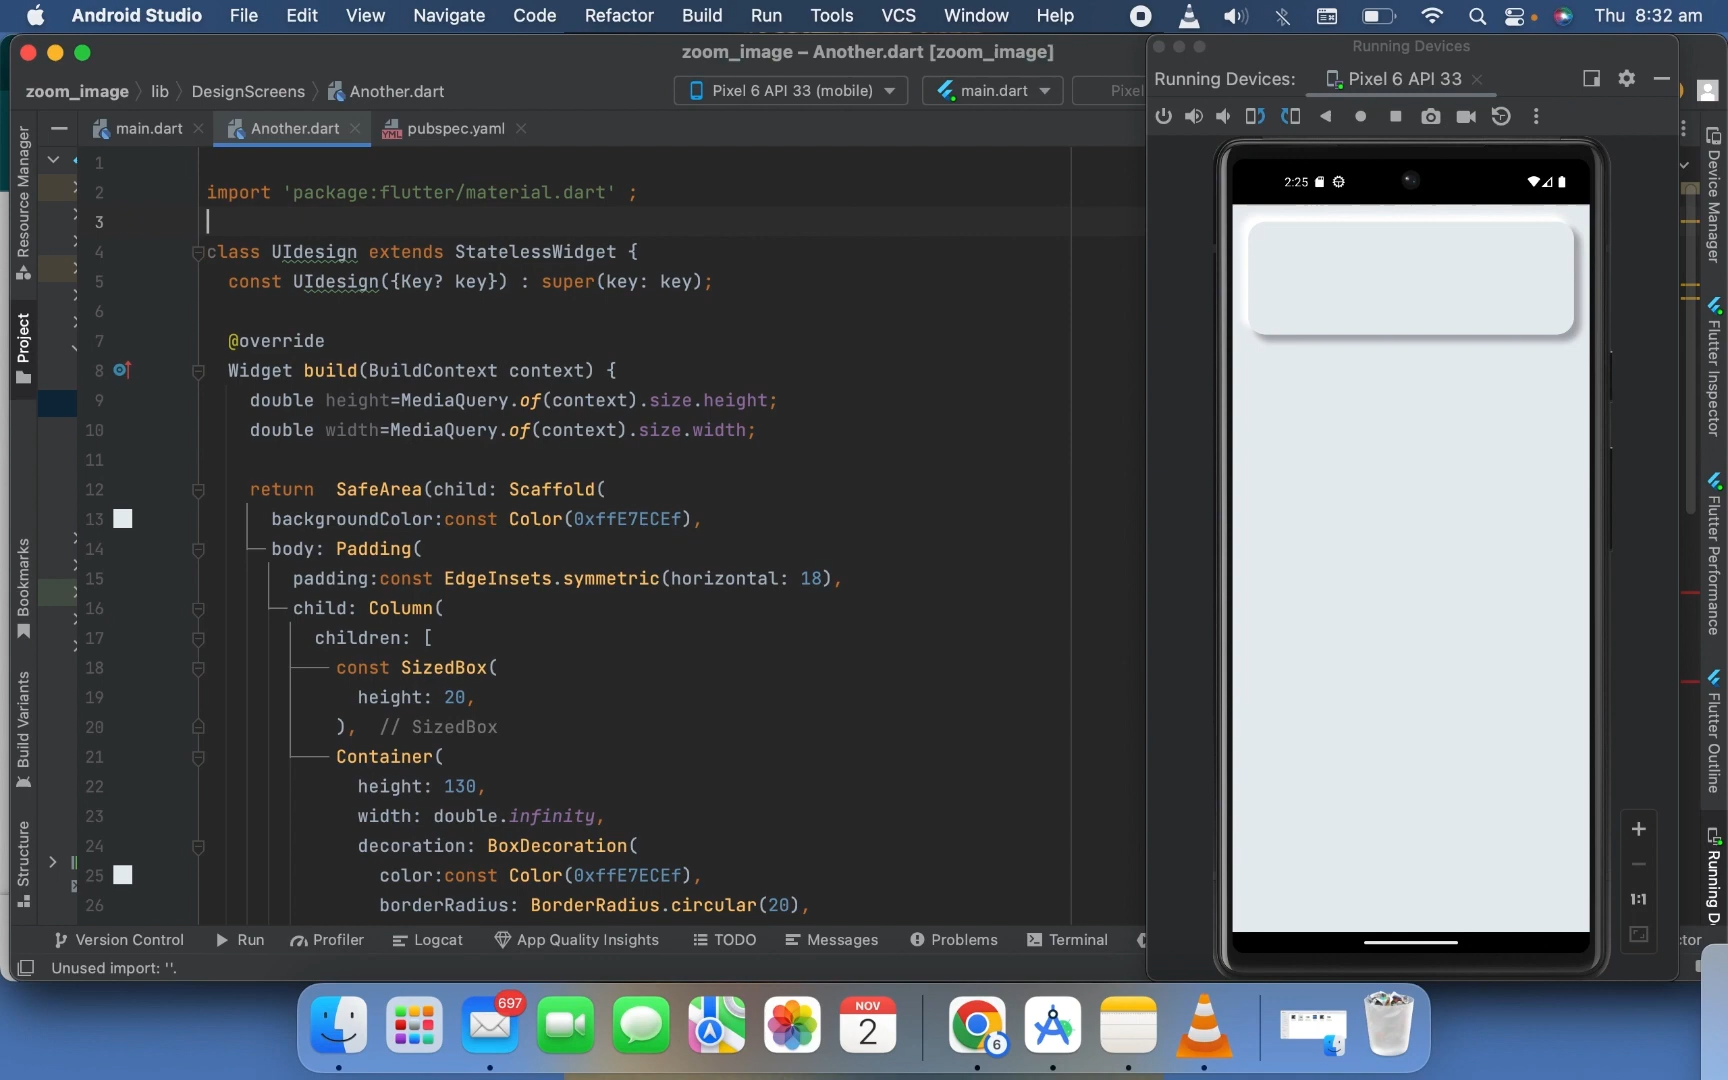 Android Studio File Edit View Navigate Code Refactor Build Run Tools VCS Window Help Thu 8:32 am
zoom_image – Another.dart [zoom_image]
Running Devices
zoom_image lib DesignScreens Another.dart
Pixel 6 API 33 (mobile) main.dart Pixel
Running Devices: Pixel 6 API 33
main.dart Another.dart pubspec.yaml
Resource Manager
Project
Bookmarks
Build Variants
Structure
1
2 import 'package:flutter/material.dart' ;
3
4 class UIdesign extends StatelessWidget {
5 const UIdesign({Key? key}) : super(key: key);
6
7 @override
8 Widget build(BuildContext context) {
9 double height=MediaQuery.of(context).size.height;
10 double width=MediaQuery.of(context).size.width;
11
12 return SafeArea(child: Scaffold(
13 backgroundColor:const Color(0xffE7ECEf),
14 body: Padding(
15 padding:const EdgeInsets.symmetric(horizontal: 18),
16 child: Column(
17 children: [
18 const SizedBox(
19 height: 20,
20 ), // SizedBox
21 Container(
22 height: 130,
23 width: double.infinity,
24 decoration: BoxDecoration(
25 color:const Color(0xffE7ECEf),
26 borderRadius: BorderRadius.circular(20),
2:25
1:1
Device Manager
Flutter Inspector
Flutter Performance
Flutter Outline
Running D
Version Control Run Profiler Logcat App Quality Insights TODO Messages Problems Terminal
ctor
Unused import: ''.
697
NOV
2
6